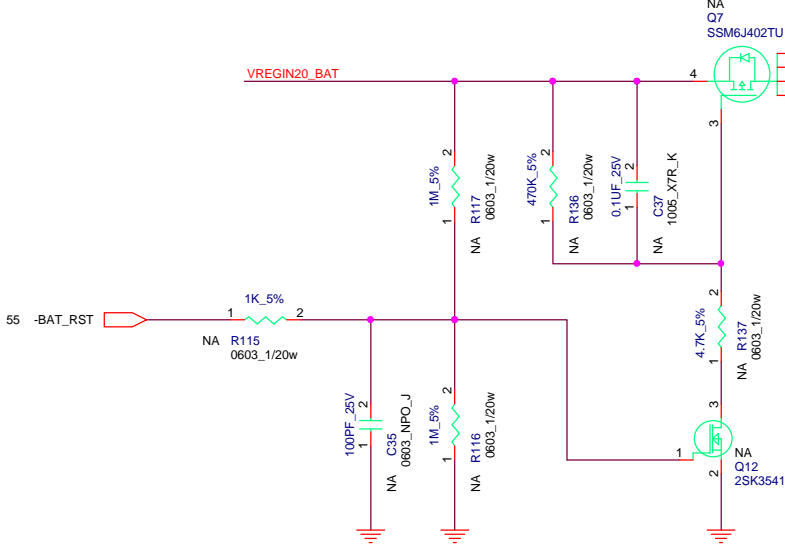 NA
Q7
SSM6J402TU
VREGIN20_BAT
4
3
2
1M_5%
R117
0603_1/20w
1
NA
2
470K_5%
R136
0603_1/20w
1
NA
2
0.1UF_25V
C37
1005_X7R_K
1
NA
55 -BAT_RST
1K_5%
1
2
NA R115
0603_1/20w
2
4.7K_5%
R137
0603_1/20w
1
NA
2
100PF_25V
C35
0603_NPO_J
1
NA
2
1M_5%
R116
0603_1/20w
1
NA
3
1
2
NA
Q12
2SK3541